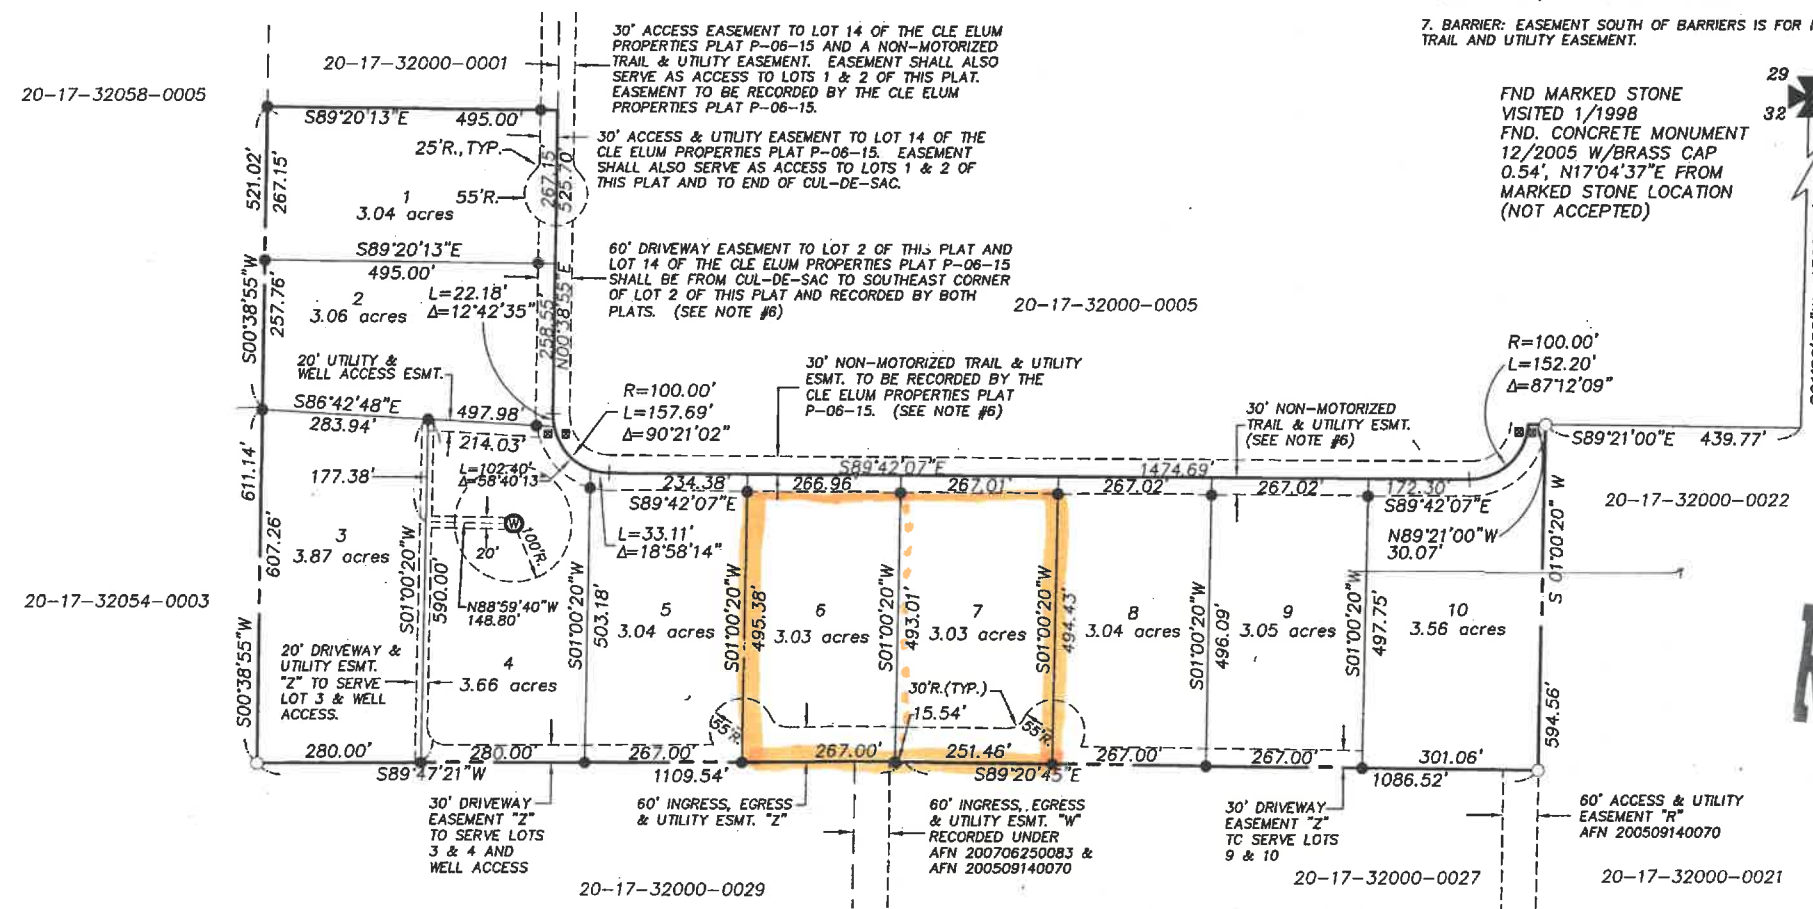 7. BARRIER: EASEMENT SOUTH OF BARRIERS IS FOR
TRAIL AND UTILITY EASEMENT.
29
32
FND MARKED STONE
VISITED 1/1998
FND. CONCRETE MONUMENT
12/2005 W/BRASS CAP
0.54', N17°04'37"E FROM
MARKED STONE LOCATION
(NOT ACCEPTED)
30' ACCESS EASEMENT TO LOT 14 OF THE CLE ELUM
PROPERTIES PLAT P-06-15 AND A NON-MOTORIZED
TRAIL & UTILITY EASEMENT. EASEMENT SHALL ALSO
SERVE AS ACCESS TO LOTS 1 & 2 OF THIS PLAT.
EASEMENT TO BE RECORDED BY THE CLE ELUM
PROPERTIES PLAT P-06-15.
20-17-32000-0001
20-17-32058-0005
S89°20'13"E 495.00'
25'R., TYP.
30' ACCESS & UTILITY EASEMENT TO LOT 14 OF THE
CLE ELUM PROPERTIES PLAT P-06-15. EASEMENT
SHALL ALSO SERVE AS ACCESS TO LOTS 1 & 2 OF
THIS PLAT AND TO END OF CUL-DE-SAC.
521.02'
267.15'
267.15'
525.70'
1
3.04 acres
55'R.
S89°20'13"E
495.00'
60' DRIVEWAY EASEMENT TO LOT 2 OF THIS PLAT AND
LOT 14 OF THE CLE ELUM PROPERTIES PLAT P-06-15
SHALL BE FROM CUL-DE-SAC TO SOUTHEAST CORNER
OF LOT 2 OF THIS PLAT AND RECORDED BY BOTH
PLATS. (SEE NOTE #6)
20-17-32000-0005
S00°38'55"W
257.76'
2
3.06 acres
L=22.18'
Δ=12°42'35"
258.55'
N00°38'55"E
20' UTILITY &
WELL ACCESS ESMT.
R=100.00'
L=157.69'
Δ=90°21'02"
30' NON-MOTORIZED TRAIL & UTILITY
ESMT. TO BE RECORDED BY THE
CLE ELUM PROPERTIES PLAT
P-06-15. (SEE NOTE #6)
30' NON-MOTORIZED
TRAIL & UTILITY ESMT.
(SEE NOTE #6)
R=100.00'
L=152.20'
Δ=87°12'09"
S86°42'48"E 497.98'
283.94'
214.03'
L=102.40'
Δ=58°40'13
S89°21'00"E 439.77'
S89°42'07"E 1474.69'
234.38' 266.96' 267.01' 267.02' 267.02' 172.30'
S89°42'07"E
S89°42'07"E
L=33.11'
Δ=18°58'14"
N89°21'00"W
30.07'
20-17-32000-0022
611.14'
607.26'
177.38'
3
3.87 acres
W
100'R.
20'
N88°59'40"W
148.80'
S01°00'20"W
590.00'
S01°00'20"W
503.18'
S01°00'20"W
495.38'
S01°00'20"W
493.01'
S01°00'20"W
494.43'
S01°00'20"W
496.09'
S01°00'20"W
497.75'
S 01°00'20" W
594.56'
20-17-32054-0003
S00°38'55"W
20' DRIVEWAY &
UTILITY ESMT.
"Z" TO SERVE
LOT 3 & WELL
ACCESS.
4
3.66 acres
5
3.04 acres
6
3.03 acres
7
3.03 acres
8
3.04 acres
9
3.05 acres
10
3.56 acres
30'R.(TYP.)
15.54'
55'R.
55'R.
280.00' 280.00' 267.00' 267.00' 251.46' 267.00' 267.00' 301.06'
S89°47'21"W
1109.54'
S89°20'45"E
1086.52'
30' DRIVEWAY
EASEMENT "Z"
TO SERVE LOTS
3 & 4 AND
WELL ACCESS
60' INGRESS, EGRESS
& UTILITY ESMT. "Z"
60' INGRESS, EGRESS
& UTILITY ESMT. "W"
RECORDED UNDER
AFN 200706250083 &
AFN 200509140070
30' DRIVEWAY
EASEMENT "Z"
TO SERVE LOTS
9 & 10
60' ACCESS & UTILITY
EASEMENT "R"
AFN 200509140070
20-17-32000-0029
20-17-32000-0027
20-17-32000-0021